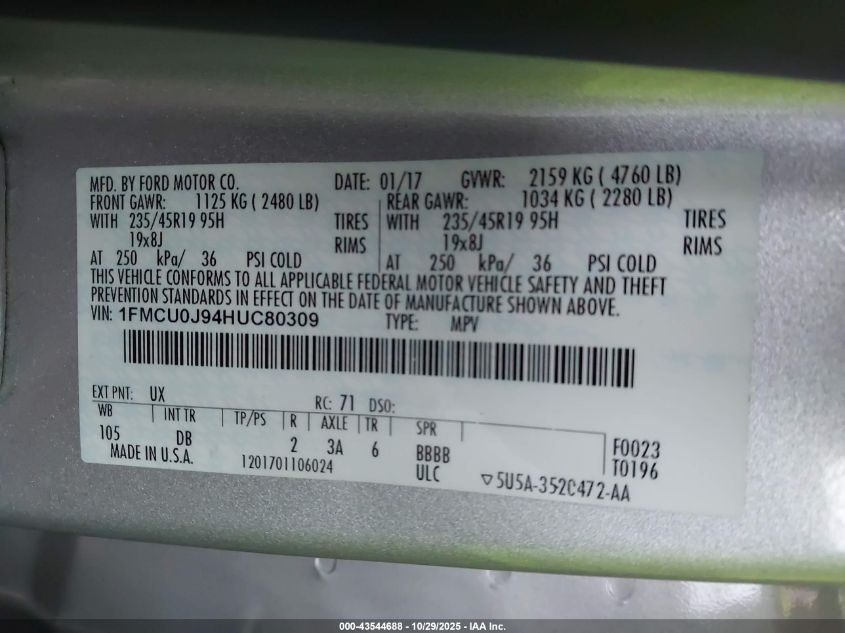 MFD. BY FORD MOTOR CO. DATE: 01/17 GVWR: 2159 KG ( 4760 LB)
FRONT GAWR: 1125 KG ( 2480 LB) REAR GAWR: 1034 KG ( 2280 LB)
WITH 235/45R19 95H TIRES WITH 235/45R19 95H TIRES
19x8J RIMS 19x8J RIMS
AT 250 kPa/ 36 PSI COLD AT 250 kPa/ 36 PSI COLD
THIS VEHICLE CONFORMS TO ALL APPLICABLE FEDERAL MOTOR VEHICLE SAFETY AND THEFT
PREVENTION STANDARDS IN EFFECT ON THE DATE OF MANUFACTURE SHOWN ABOVE.
VIN: 1FMCU0J94HUC80309 TYPE: MPV
EXT PNT: UX RC: 71 DSO:
WB INT TR TP/PS R AXLE TR SPR
105 DB 2 3A 6 BBBB F0023
MADE IN U.S.A. 1201701106024 ULC T0196
▽5U5A-3520472-AA
000-43544688 | 10/29/2025 - IAA Inc.